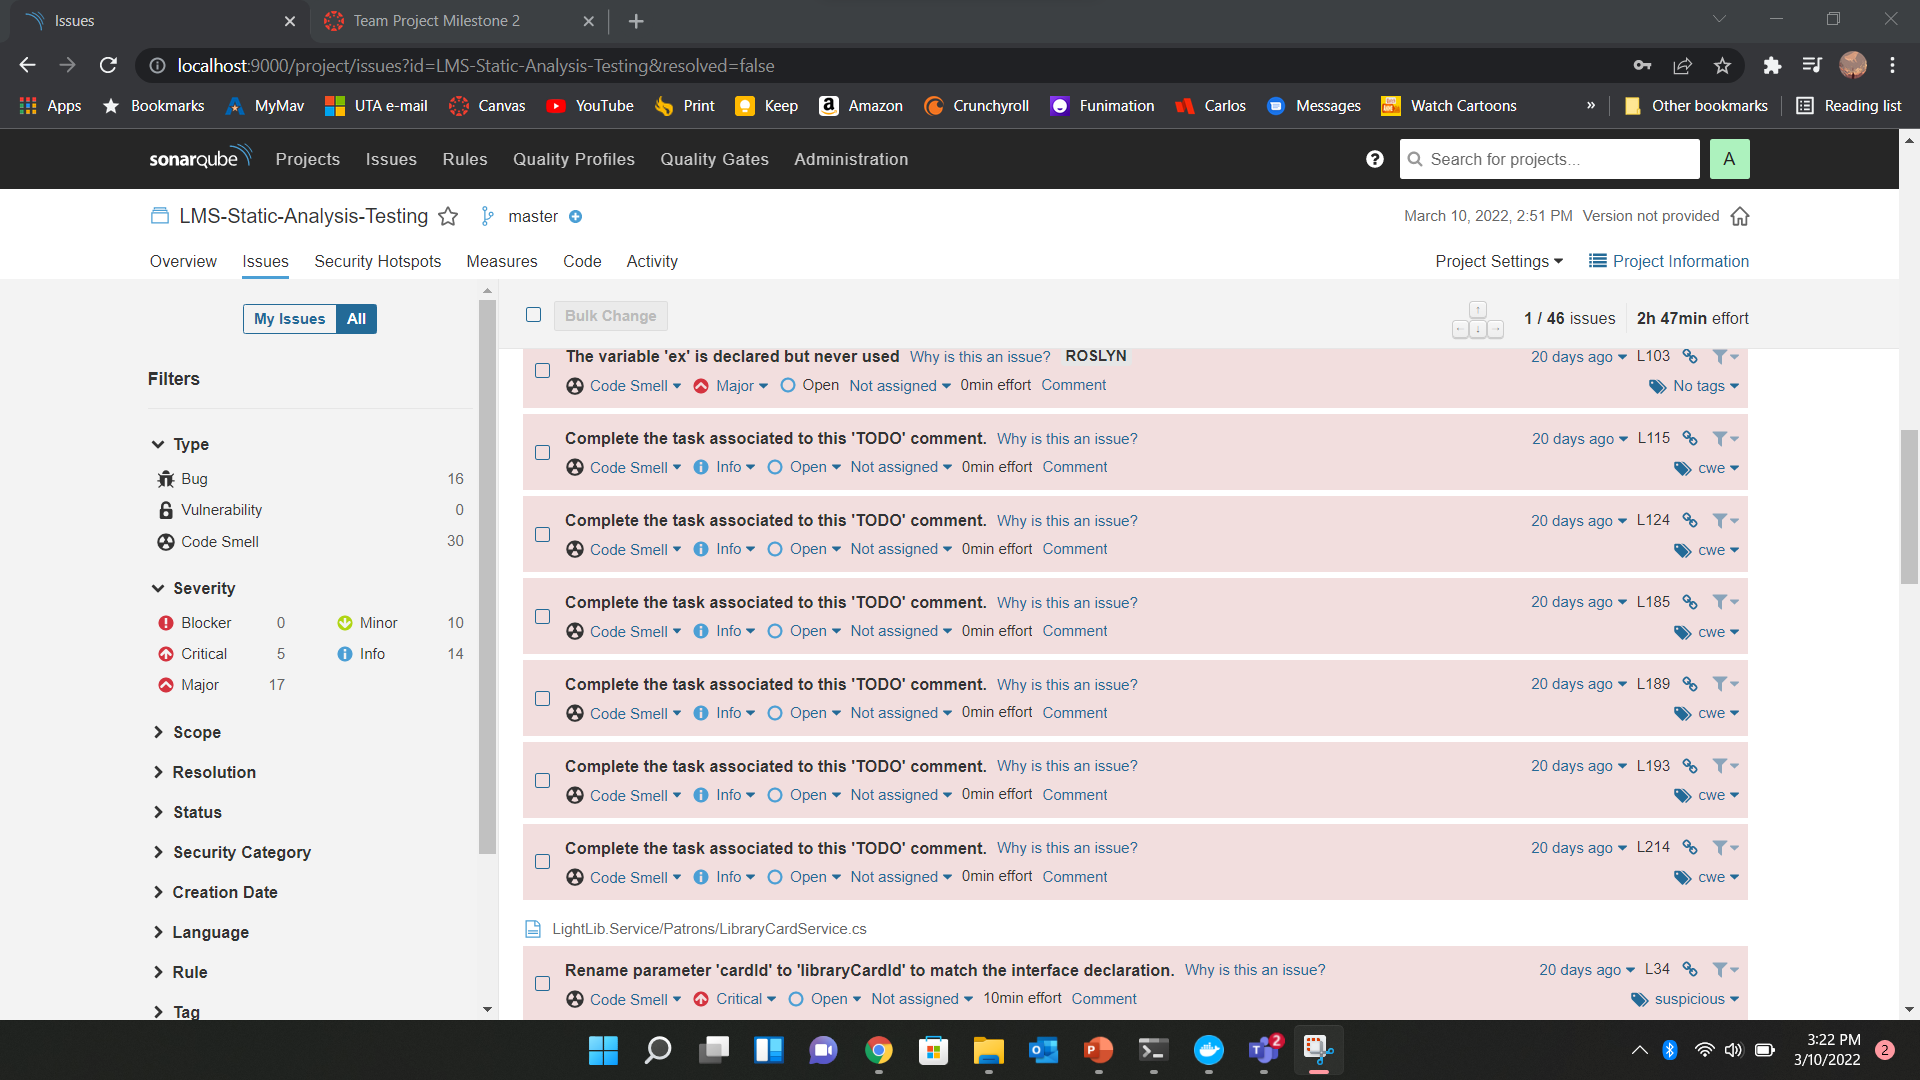 Issues
Team Project Milestone 2
localhost:9000/project/issues?id=LMS-Static-Analysis-Testing&resolved=false
Apps Bookmarks MyMav UTA e-mail Canvas YouTube Print Keep Amazon Crunchyroll Funimation Carlos Messages Watch Cartoons » Other bookmarks Reading list
sonarqube Projects Issues Rules Quality Profiles Quality Gates Administration ? Search for projects... A
LMS-Static-Analysis-Testing master March 10, 2022, 2:51 PM Version not provided
Overview Issues Security Hotspots Measures Code Activity Project Settings Project Information
My Issues All
Bulk Change 1 / 46 issues 2h 47min effort
Filters
Type
Bug 16
Vulnerability 0
Code Smell 30
Severity
Blocker 0 Minor 10
Critical 5 Info 14
Major 17
Scope
Resolution
Status
Security Category
Creation Date
Language
Rule
Tag
The variable 'ex' is declared but never used Why is this an issue? ROSLYN 20 days ago L103
Code Smell Major Open Not assigned 0min effort Comment No tags
Complete the task associated to this 'TODO' comment. Why is this an issue? 20 days ago L115
Code Smell Info Open Not assigned 0min effort Comment cwe
Complete the task associated to this 'TODO' comment. Why is this an issue? 20 days ago L124
Code Smell Info Open Not assigned 0min effort Comment cwe
Complete the task associated to this 'TODO' comment. Why is this an issue? 20 days ago L185
Code Smell Info Open Not assigned 0min effort Comment cwe
Complete the task associated to this 'TODO' comment. Why is this an issue? 20 days ago L189
Code Smell Info Open Not assigned 0min effort Comment cwe
Complete the task associated to this 'TODO' comment. Why is this an issue? 20 days ago L193
Code Smell Info Open Not assigned 0min effort Comment cwe
Complete the task associated to this 'TODO' comment. Why is this an issue? 20 days ago L214
Code Smell Info Open Not assigned 0min effort Comment cwe
LightLib.Service/Patrons/LibraryCardService.cs
Rename parameter 'cardId' to 'libraryCardId' to match the interface declaration. Why is this an issue? 20 days ago L34
Code Smell Critical Open Not assigned 10min effort Comment suspicious
2
3:22 PM
3/10/2022
2